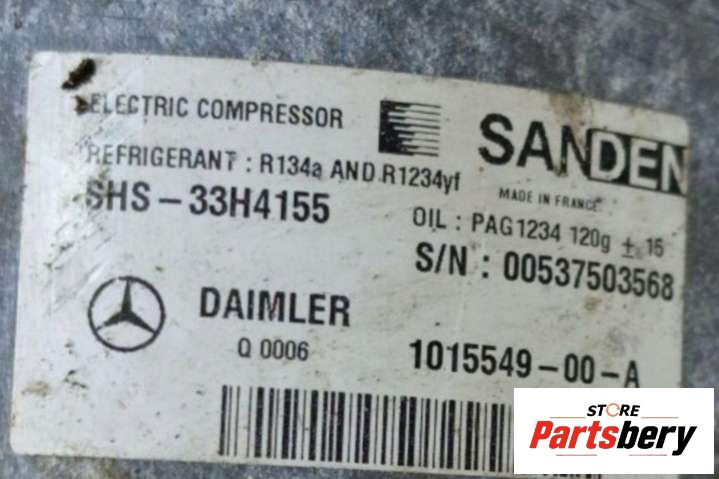 ELECTRIC COMPRESSOR
SANDEN
REFRIGERANT : R134a AND R1234yf
MADE IN FRANCE
SHS-33H4155
OIL : PAG1234 120g ± 15
S/N : 00537503568
DAIMLER
Q 0006
1015549-00-A
STORE
Partsbery